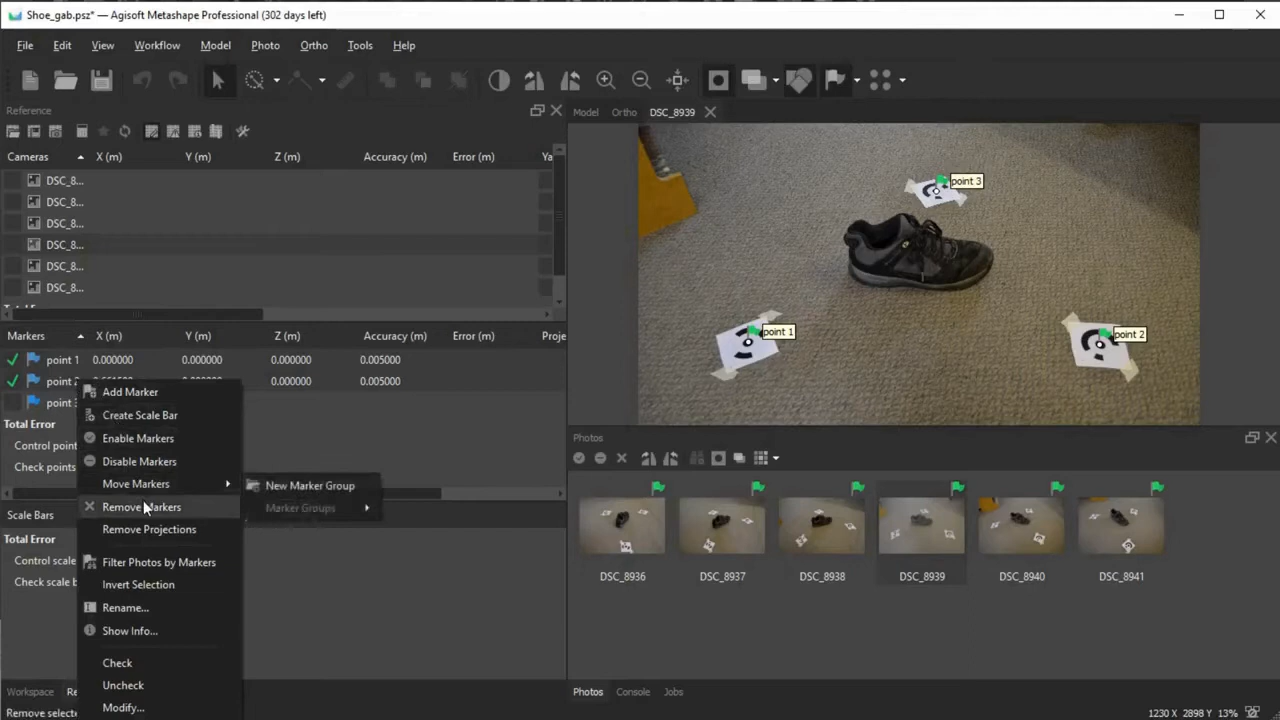 Shoe_gab.psz* — Agisoft Metashape Professional (302 days left)
File Edit View Workflow Model Photo Ortho Tools Help
Reference
Cameras X (m) Y (m) Z (m) Accuracy (m) Error (m) Ya
DSC_8...
DSC_8...
DSC_8...
DSC_8...
DSC_8...
DSC_8...
Markers X (m) Y (m) Z (m) Accuracy (m) Error (m) Proje
point 1 0.000000 0.000000 0.000000 0.005000
point 0.000000 0.005000
point
Total Error
Control point
Check points
Scale Bars
Total Error
Control scale
Check scale b
Add Marker
Create Scale Bar
Enable Markers
Disable Markers
Move Markers
Remove Markers
Remove Projections
Filter Photos by Markers
Invert Selection
Rename...
Show Info...
Check
Uncheck
Modify...
New Marker Group
Marker Groups
Workspace Re
Remove selecte
Model Ortho DSC_8939
point 3
point 1
point 2
Photos
DSC_8936 DSC_8937 DSC_8938 DSC_8939 DSC_8940 DSC_8941
Photos Console Jobs
1230 X 2898 Y 13%